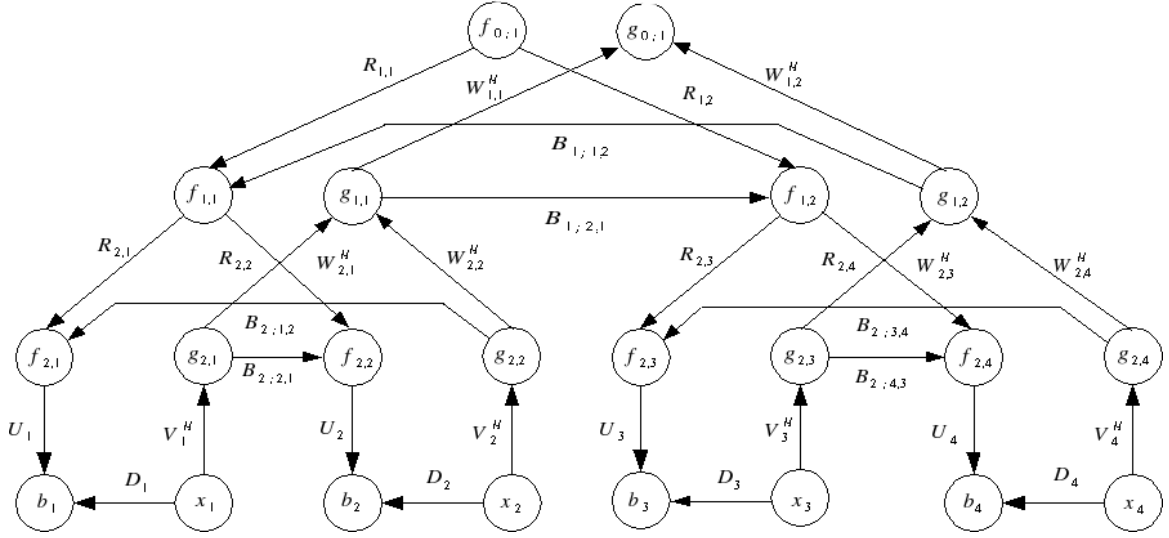 f0;1 g0;1
R1,1 W^H1,1 R1,2 W^H1,2
B1;1,2
f1,1 g1,1 f1,2 g1,2
B1;2,1
R2,1 R2,2 W^H2,1 W^H2,2 R2,3 R2,4 W^H2,3 W^H2,4
B2;1,2 B2;3,4
f2,1 g2,1 f2,2 g2,2 f2,3 g2,3 f2,4 g2,4
B2;2,1 B2;4,3
U1 V^H1 U2 V^H2 U3 V^H3 U4 V^H4
D1 D2 D3 D4
b1 x1 b2 x2 b3 x3 b4 x4